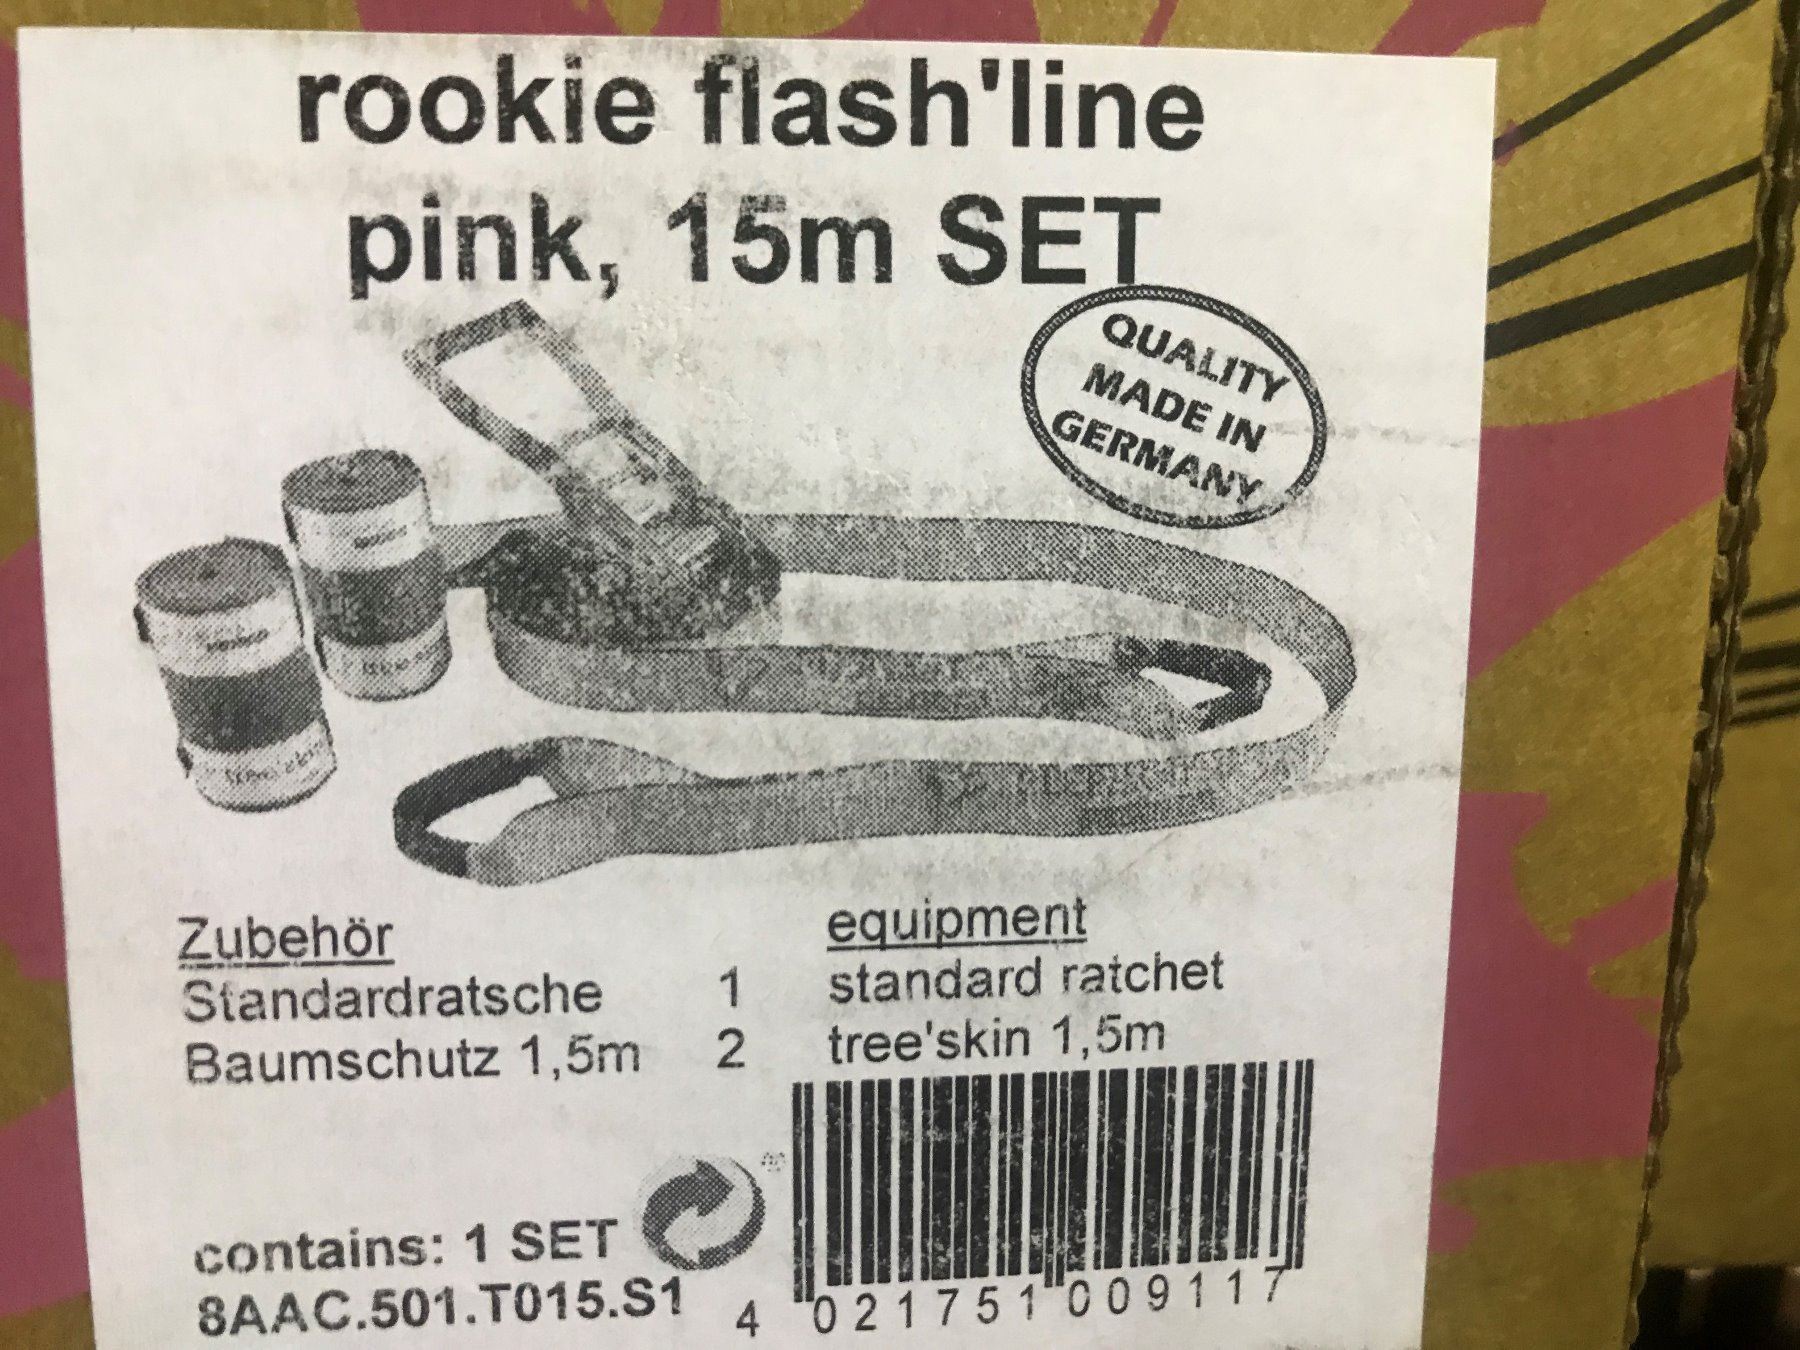 rookie flash'line
pink, 15m SET
QUALITY
MADE IN
GERMANY
Zubehör
equipment
Standardratsche 1 standard ratchet
Baumschutz 1,5m 2 tree'skin 1,5m
contains: 1 SET
8AAC.501.T015.S1
4 021751 009117